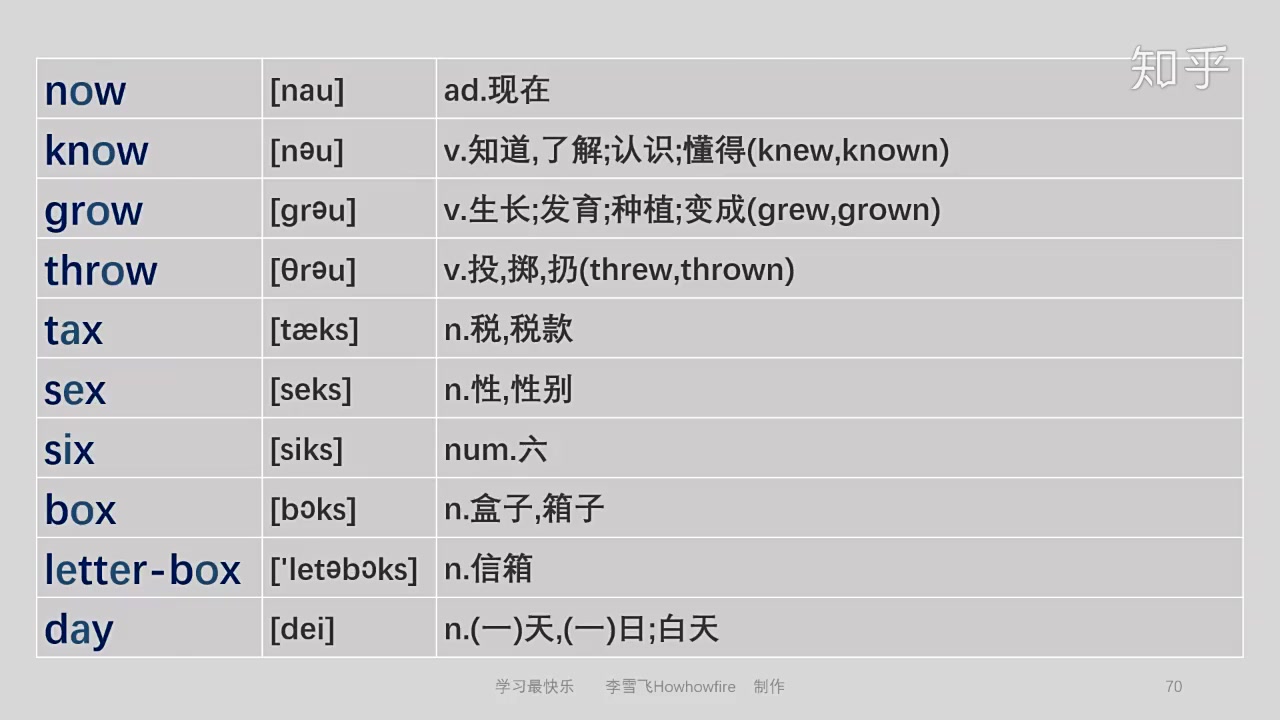 知乎
now [nau] ad.现在
know [nəu] v.知道,了解;认识;懂得(knew,known)
grow [grəu] v.生长;发育;种植;变成(grew,grown)
throw [θrəu] v.投,掷,扔(threw,thrown)
tax [tæks] n.税,税款
sex [seks] n.性,性别
six [siks] num.六
box [bɔks] n.盒子,箱子
letter-box ['letəbɔks] n.信箱
day [dei] n.(一)天,(一)日;白天
学习最快乐 李雪飞Howhowfire 制作 70